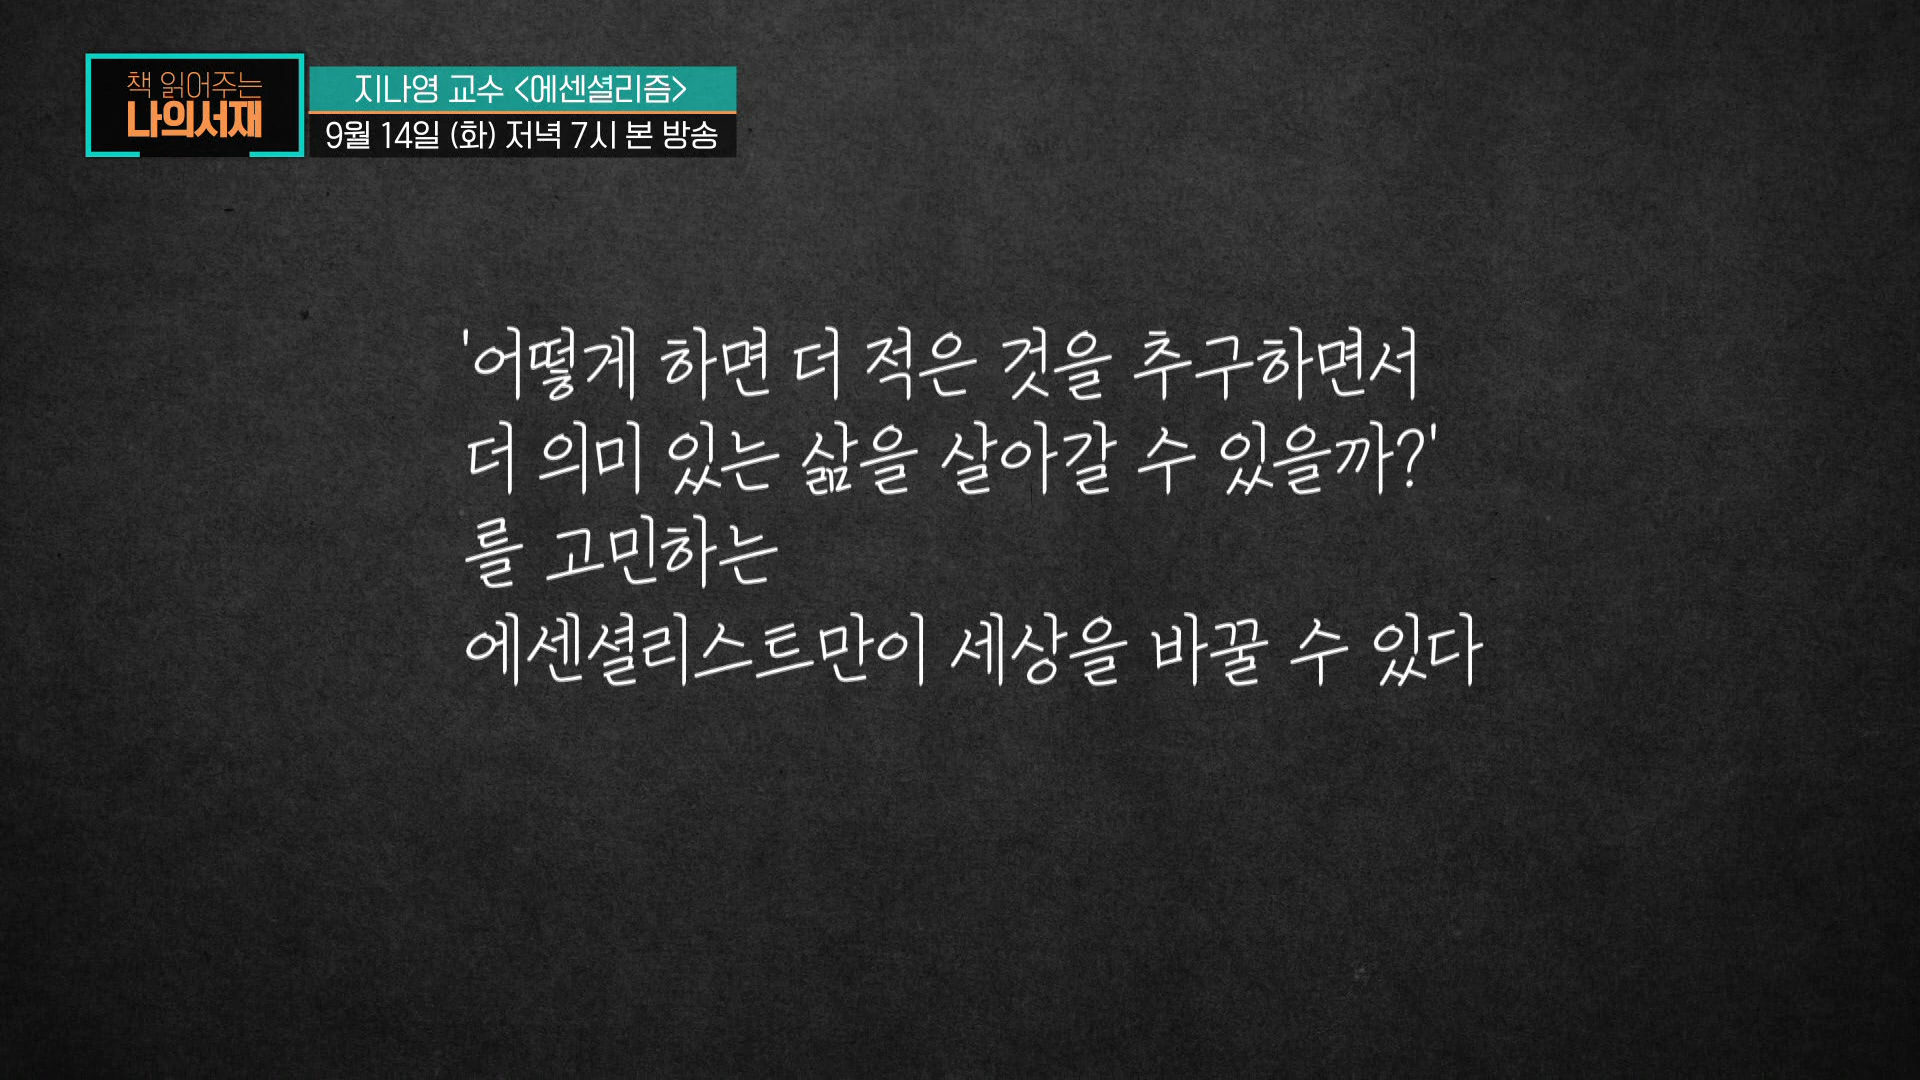 책 읽어주는
나의서재
지나영 교수 <에센셜리즘>
9월 14일 (화) 저녁 7시 본 방송
'어떻게 하면 더 적은 것을 추구하면서
더 의미 있는 삶을 살아갈 수 있을까?'
를 고민하는
에센셜리스트만이 세상을 바꿀 수 있다